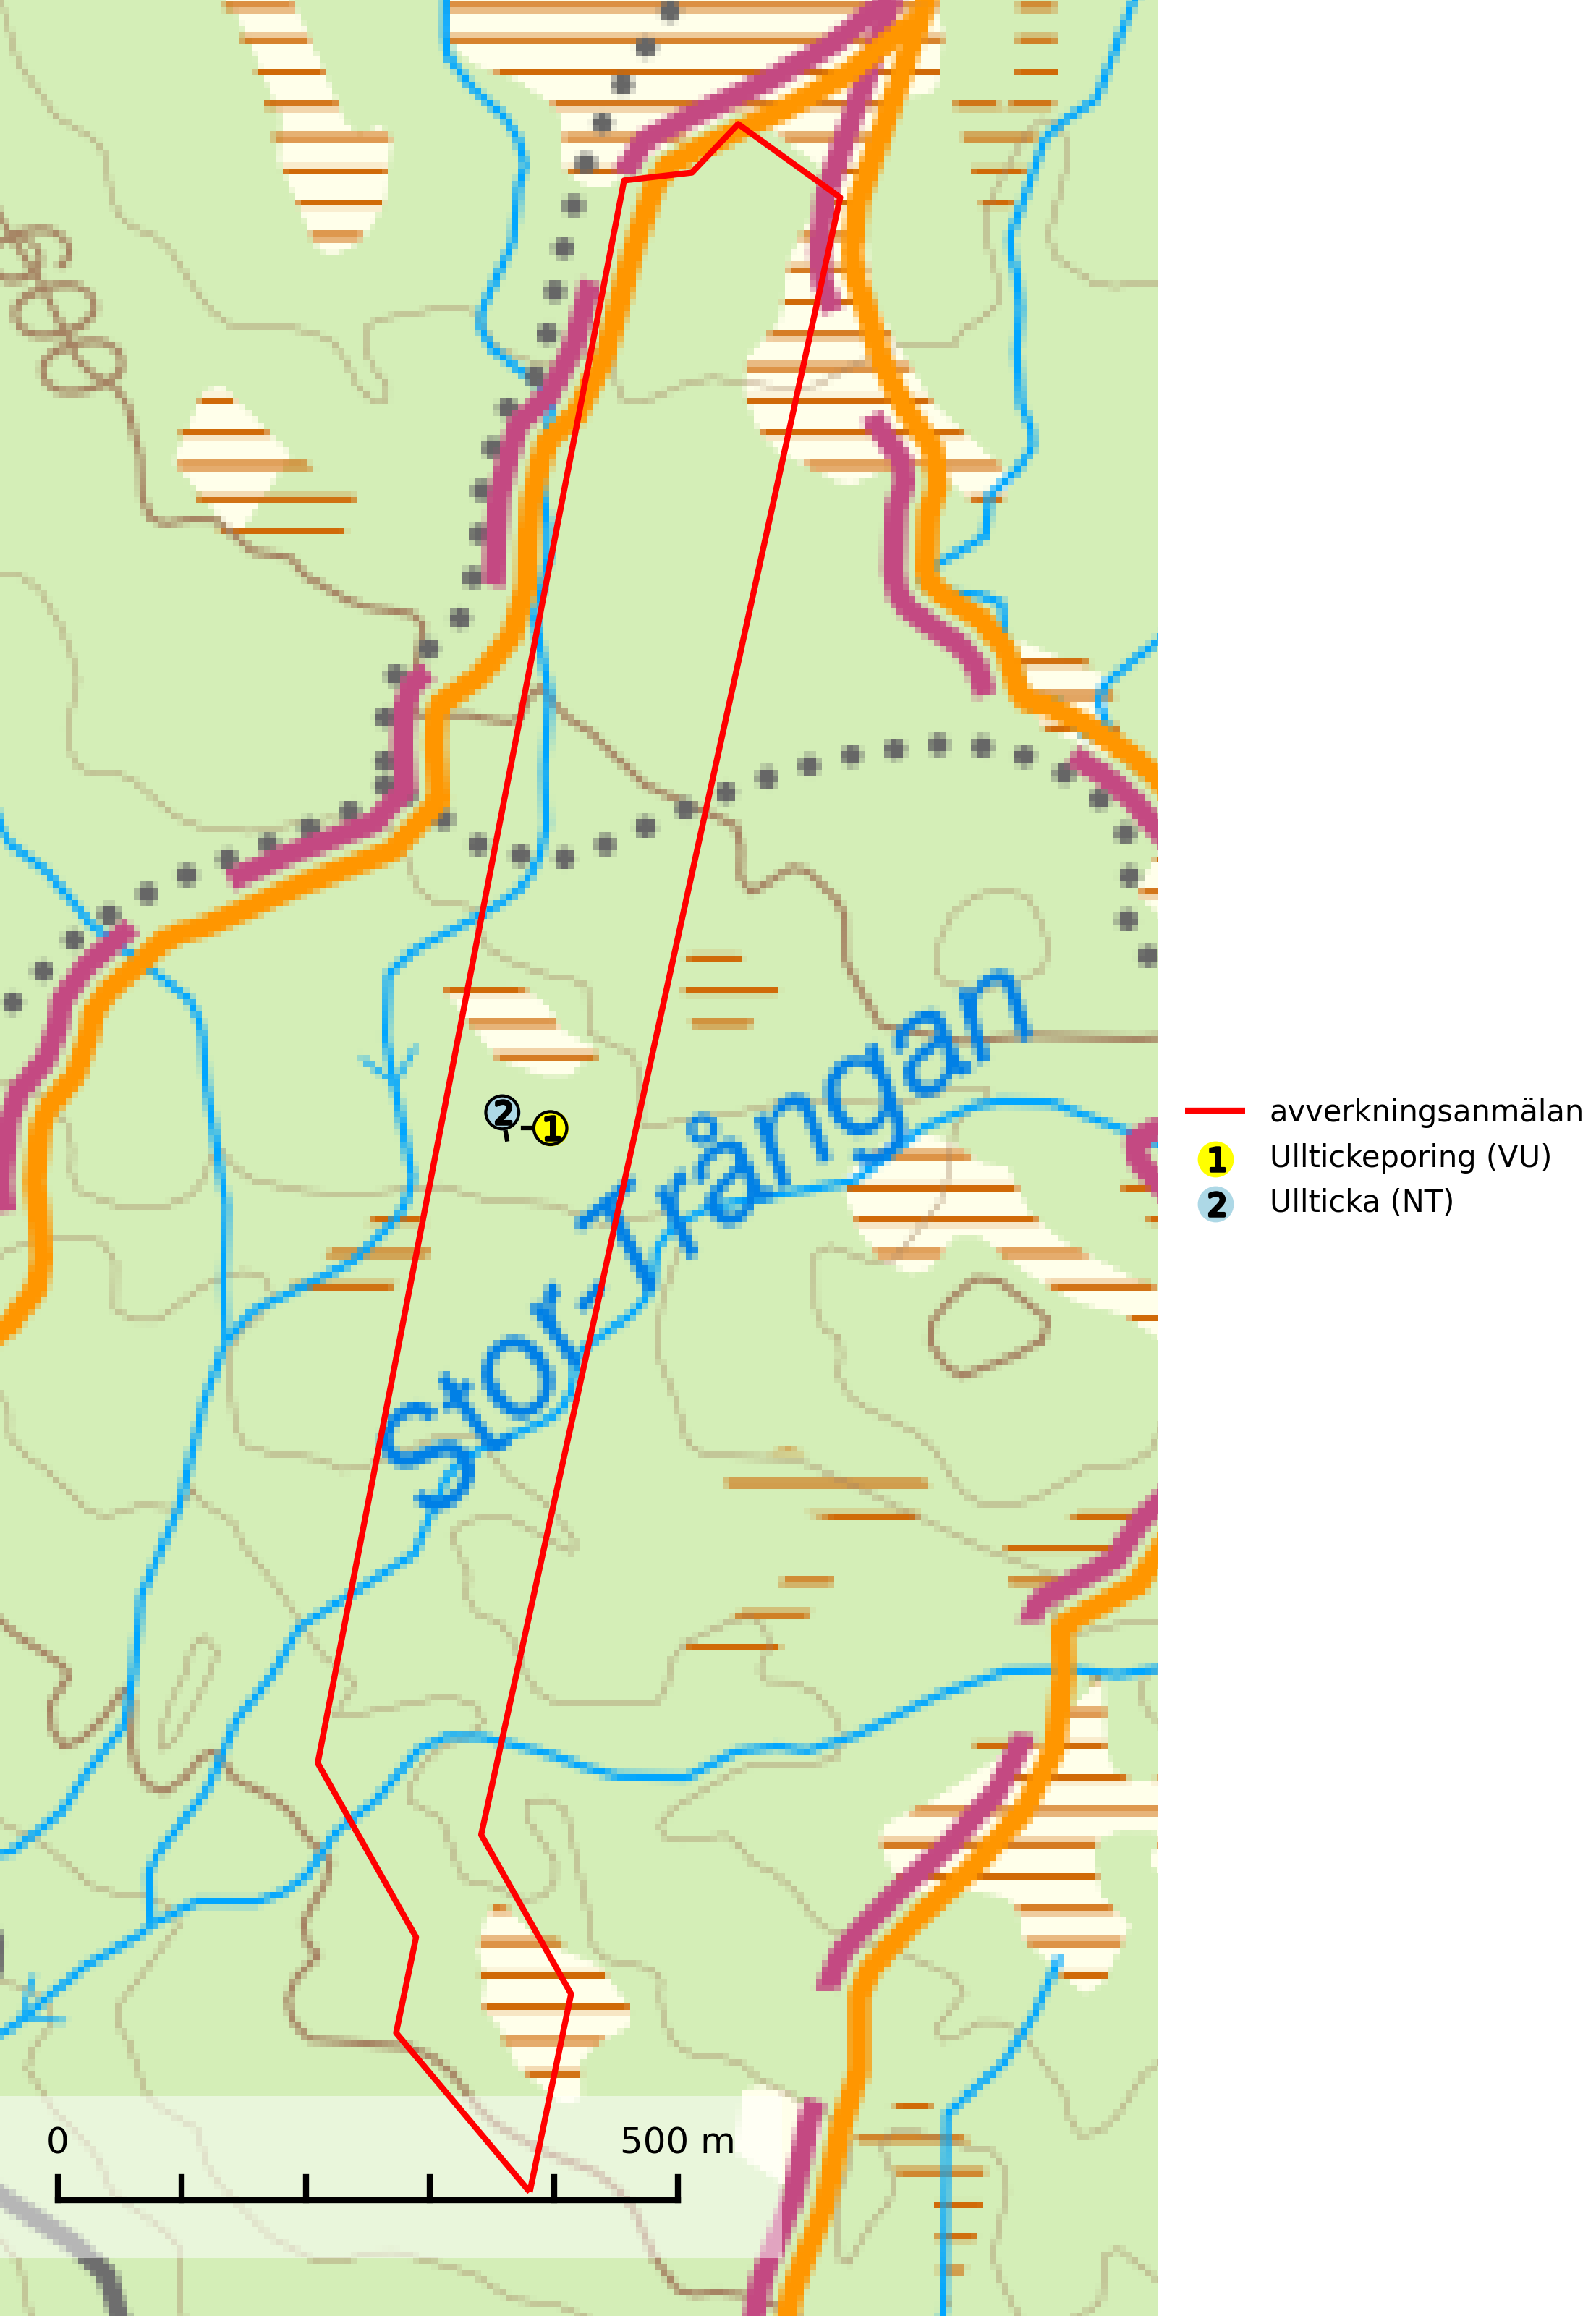 Stor-Trångan
2
1
avverkningsanmälan
1 Ulltickeporing (VU)
2 Ullticka (NT)
0 500 m